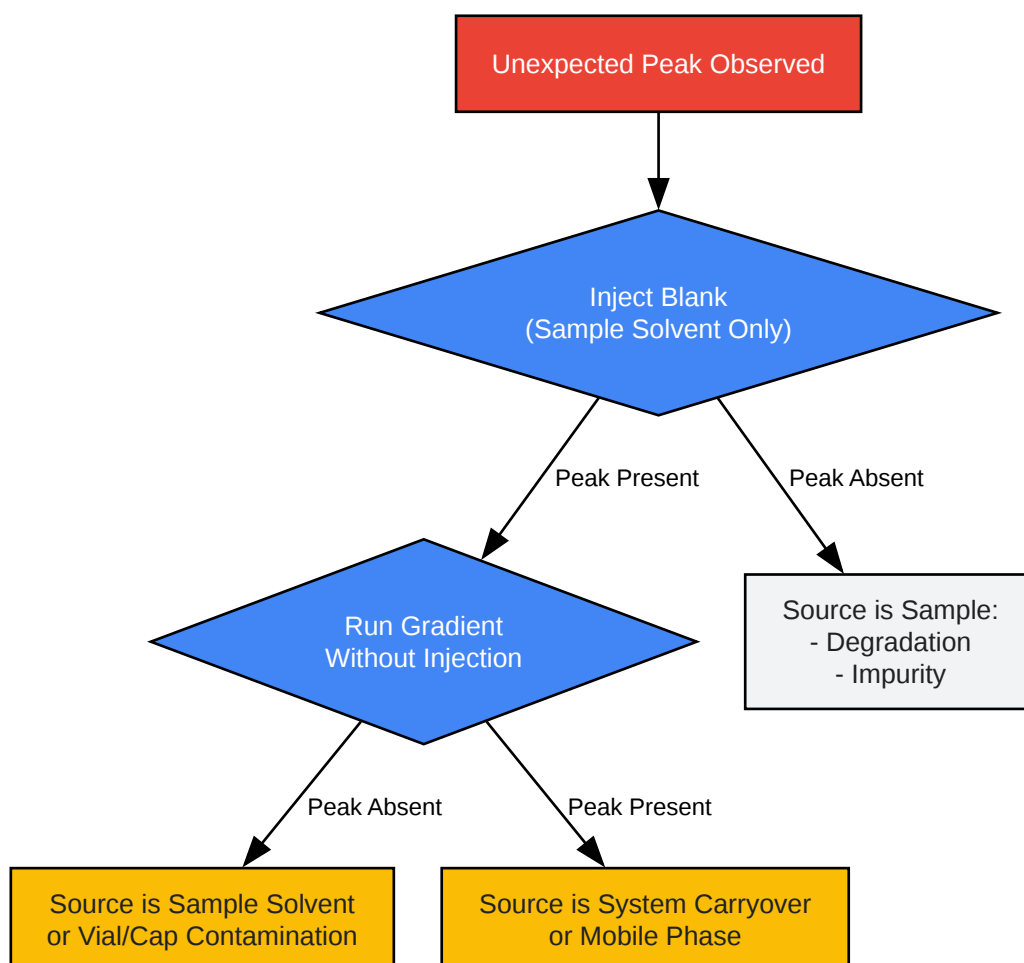 Unexpected Peak Observed
Inject Blank
(Sample Solvent Only)
Peak Present
Peak Absent
Run Gradient
Without Injection
Source is Sample:
- Degradation
- Impurity
Peak Absent
Peak Present
Source is Sample Solvent
or Vial/Cap Contamination
Source is System Carryover
or Mobile Phase